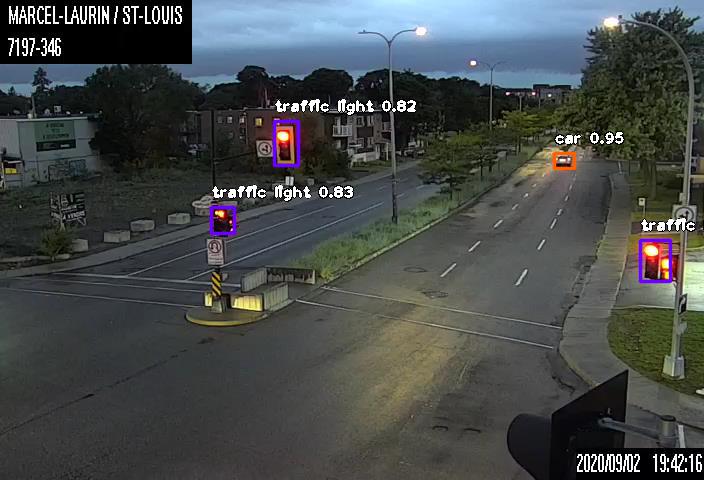 MARCEL-LAURIN / ST-LOUIS
7197-346
traffic light 0.82
car 0.95
traffic light 0.83
traffic
2020/09/02 19:42:16